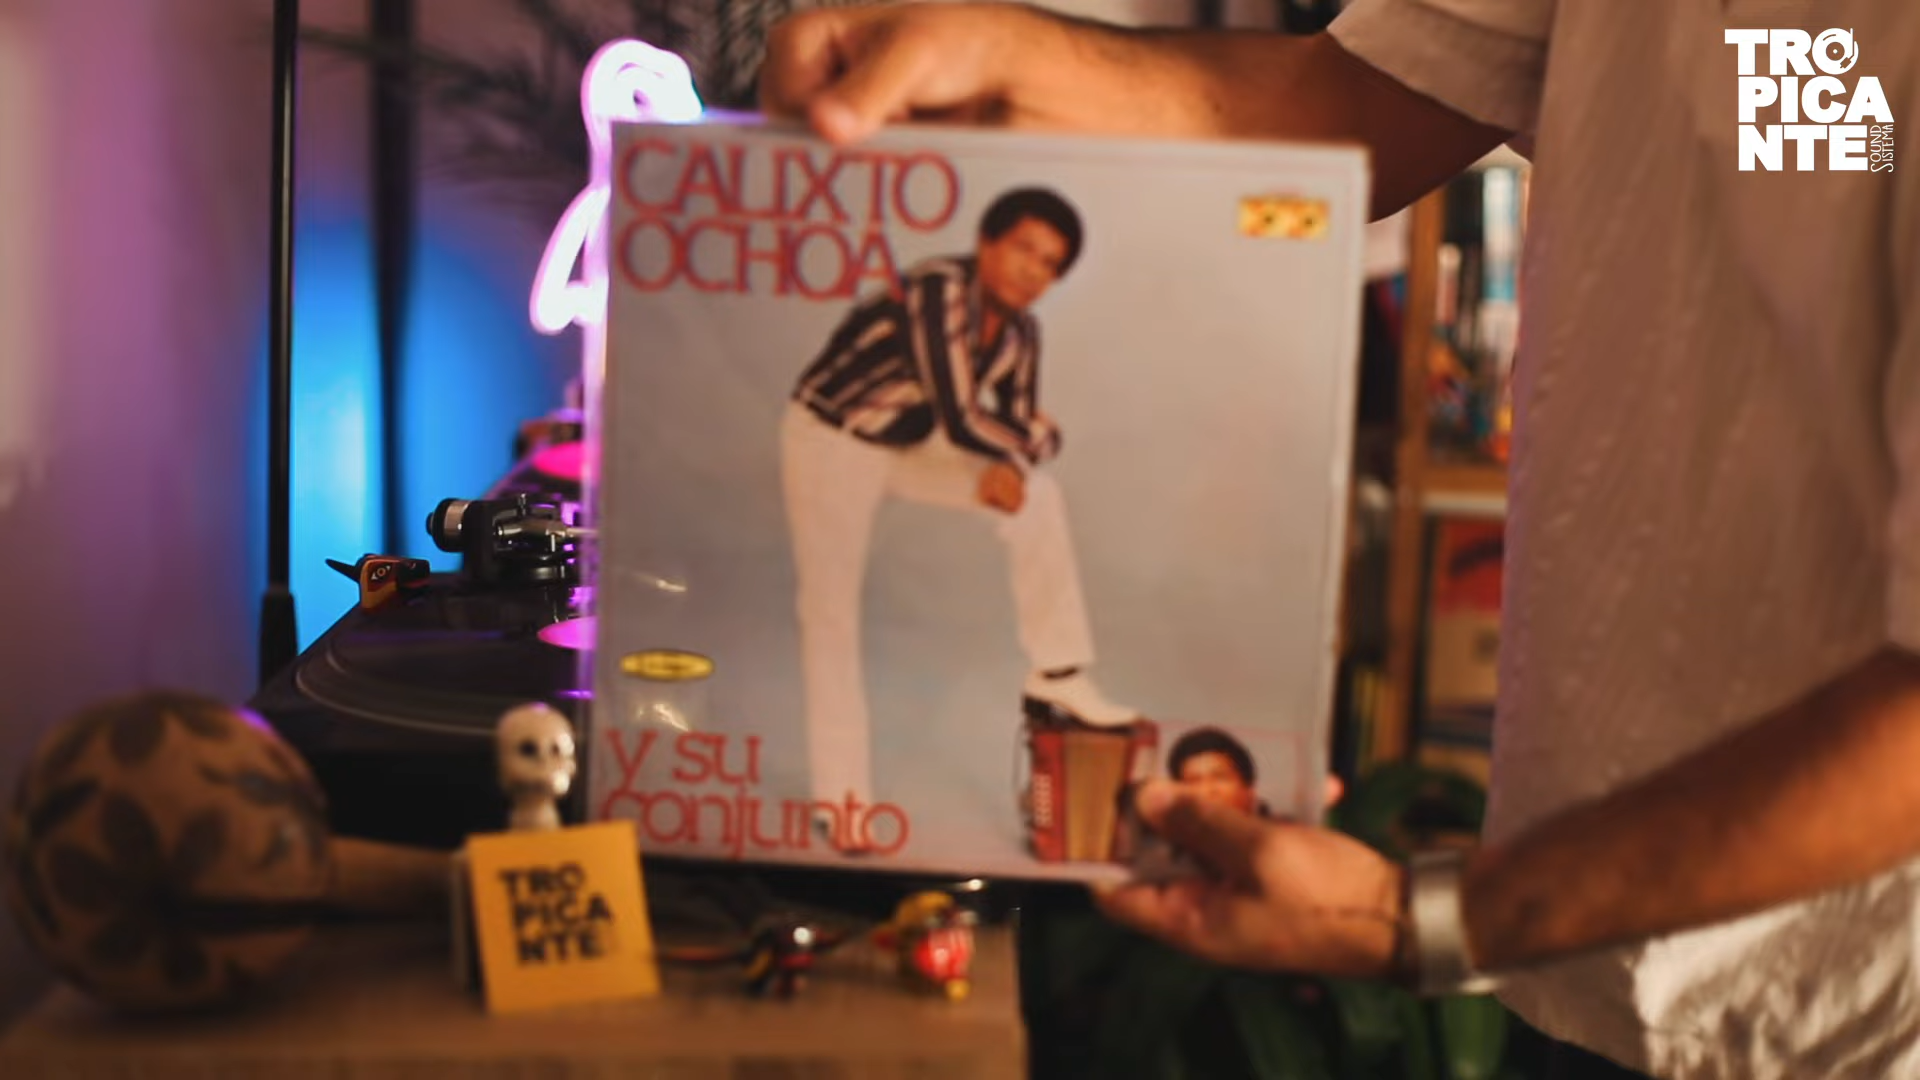 TRO
PICA
NTE
SOUND
SISTEMA
CALIXTO
OCHOA
y su
conjunto
TRO
PICA
NTE